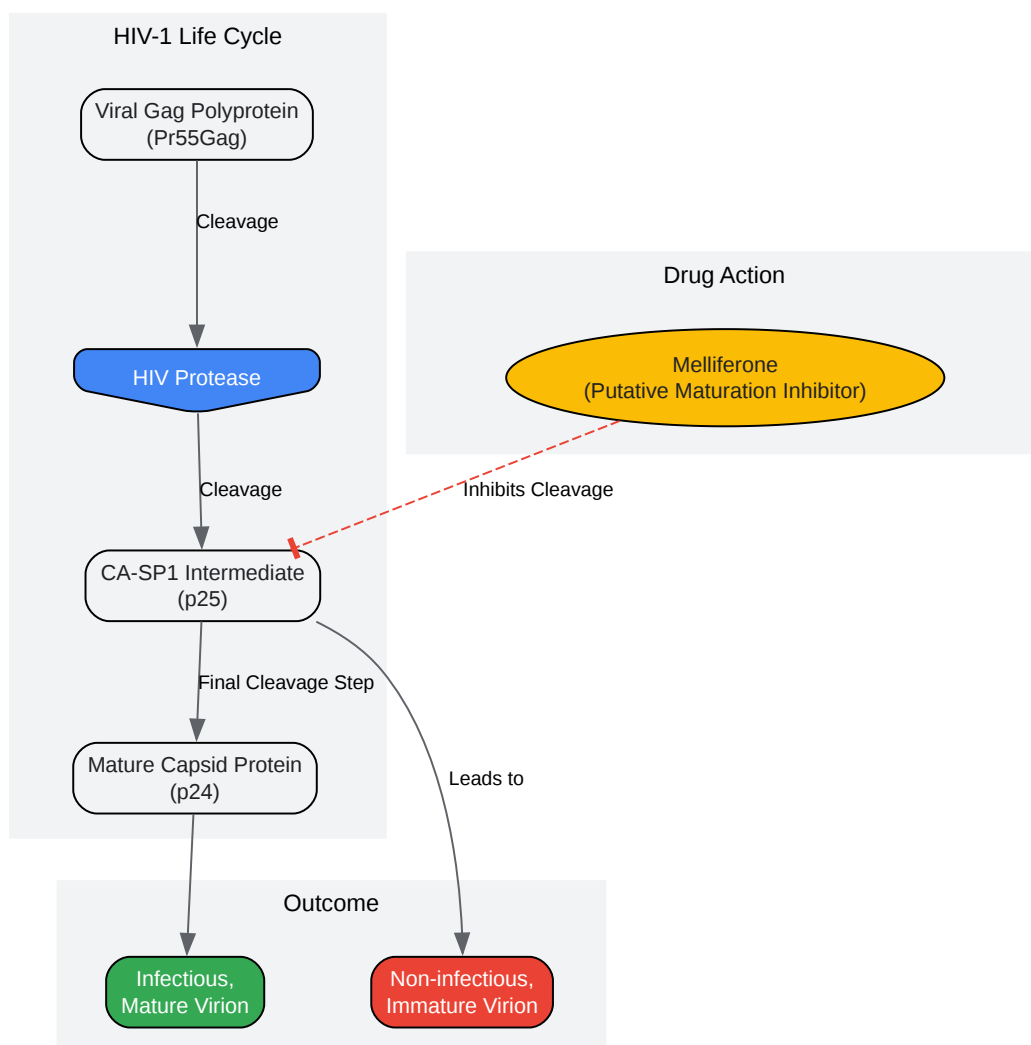 HIV-1 Life Cycle
Viral Gag Polyprotein
(Pr55Gag)
Cleavage
HIV Protease
Cleavage
CA-SP1 Intermediate
(p25)
Final Cleavage Step
Mature Capsid Protein
(p24)
Drug Action
Melliferone
(Putative Maturation Inhibitor)
Inhibits Cleavage
Leads to
Outcome
Infectious,
Mature Virion
Non-infectious,
Immature Virion